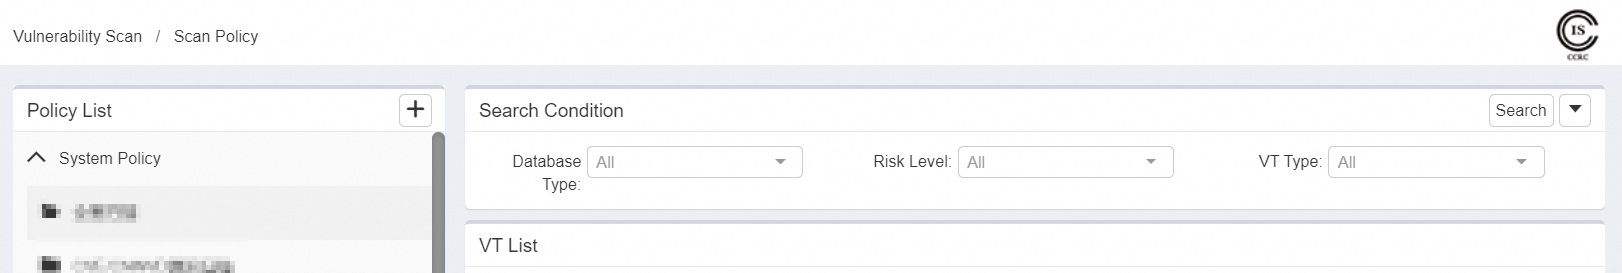 Vulnerability Scan / Scan Policy
IS
CCRC
Policy List
Search Condition
Search
System Policy
Database Type:
All
Risk Level:
All
VT Type:
All
VT List